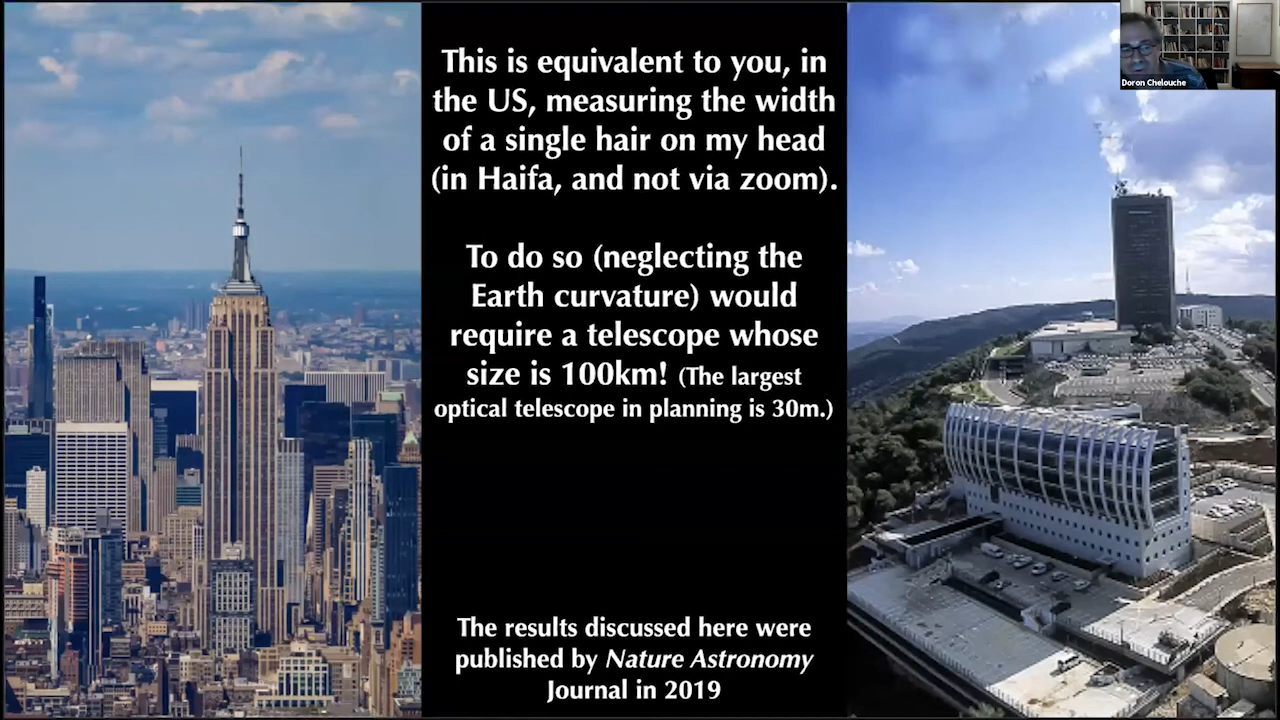 This is equivalent to you, in
the US, measuring the width
of a single hair on my head
(in Haifa, and not via zoom).
To do so (neglecting the
Earth curvature) would
require a telescope whose
size is 100km! (The largest
optical telescope in planning is 30m.)
The results discussed here were
published by Nature Astronomy
Journal in 2019
Doron Chelouche